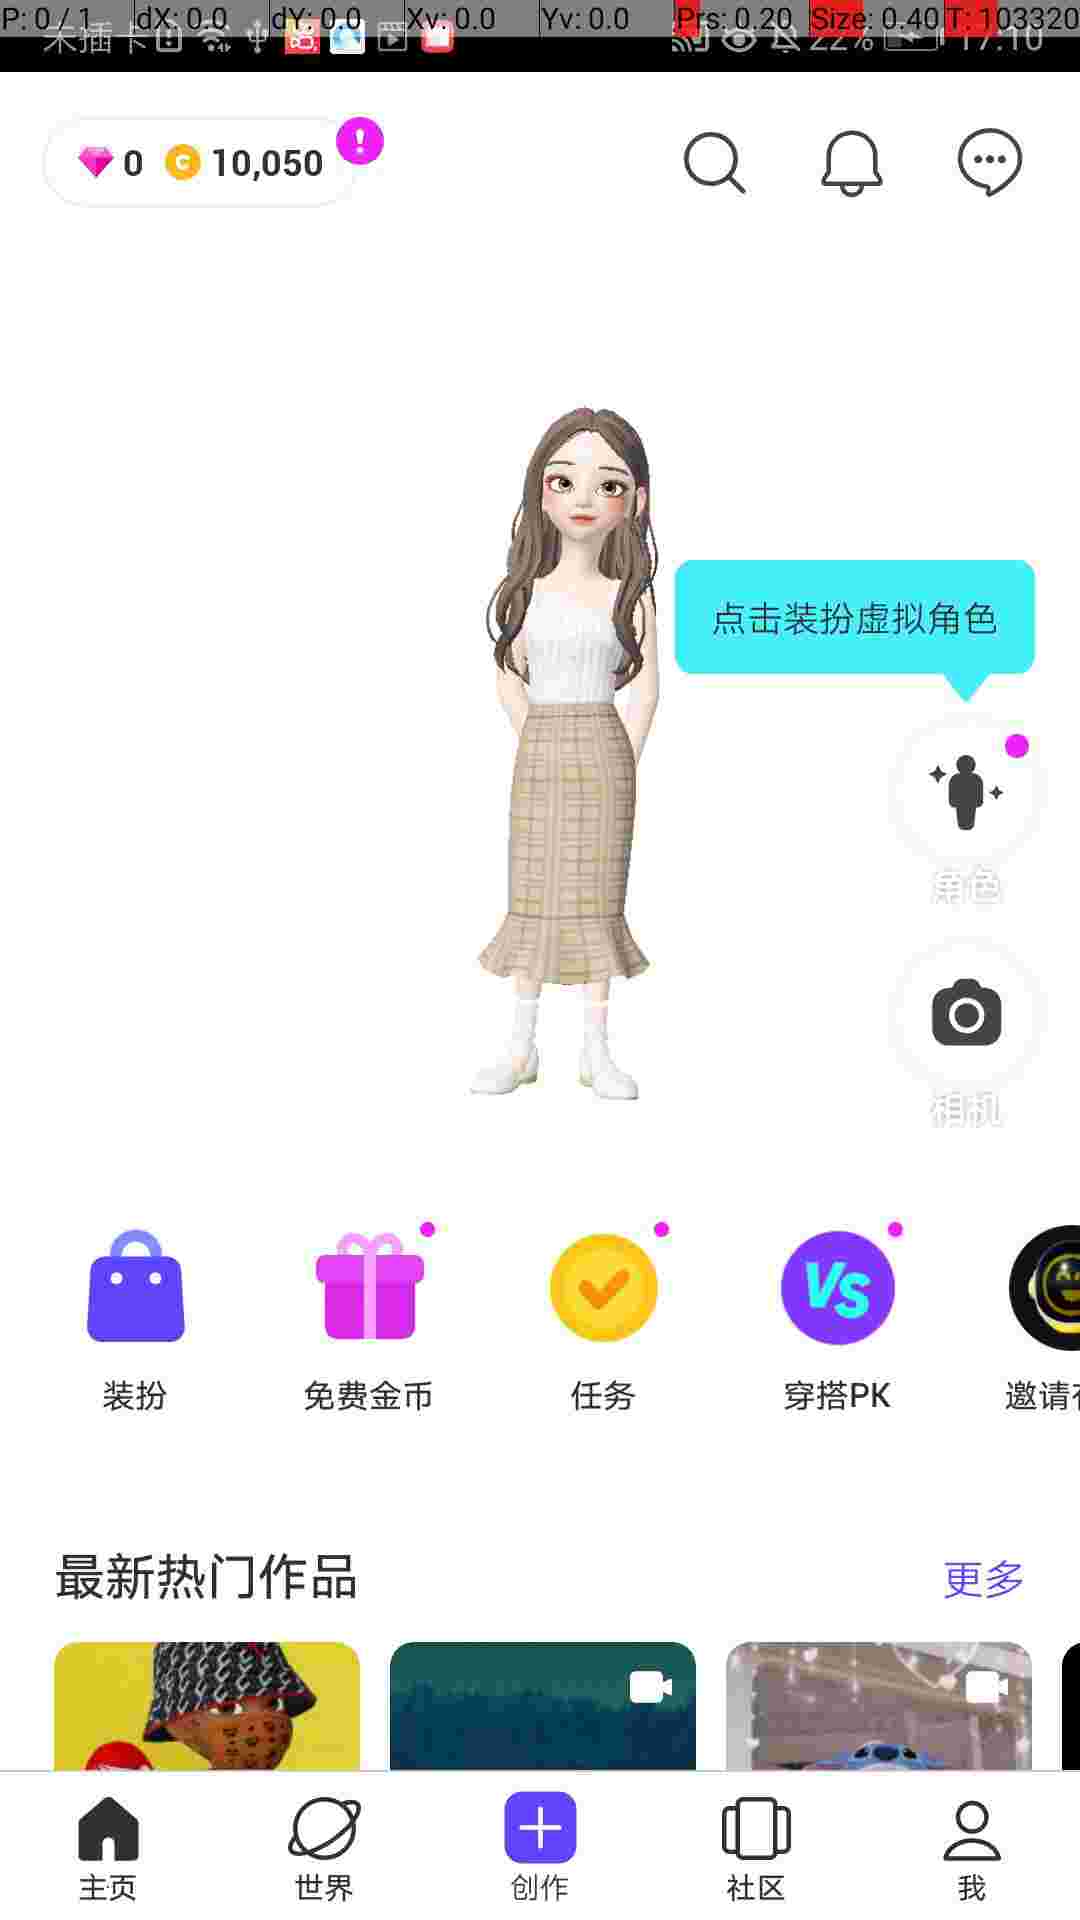 P: 0 / 1 dX: 0.0 dY: 0.0 Xv: 0.0 Yv: 0.0 Prs: 0.20 Size: 0.40 T: 103320
未插卡 22% 17:10
0 10,050
点击装扮虚拟角色
角色
相机
装扮 免费金币 任务 穿搭PK 邀请
最新热门作品 更多
主页 世界 创作 社区 我